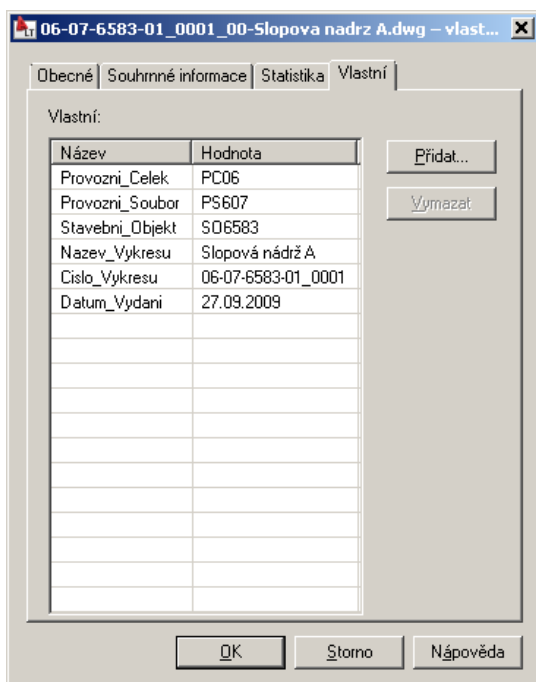 06-07-6583-01_0001_00-Slopova nadrz A.dwg – vlast...
Obecné Souhrnné informace Statistika Vlastní
Vlastní:
Název Hodnota
Provozni_Celek PC06
Provozni_Soubor PS607
Stavebni_Objekt SO6583
Nazev_Vykresu Slopová nádrž A
Cislo_Vykresu 06-07-6583-01_0001
Datum_Vydani 27.09.2009
Přidat...
Vymazat
OK Storno Nápověda